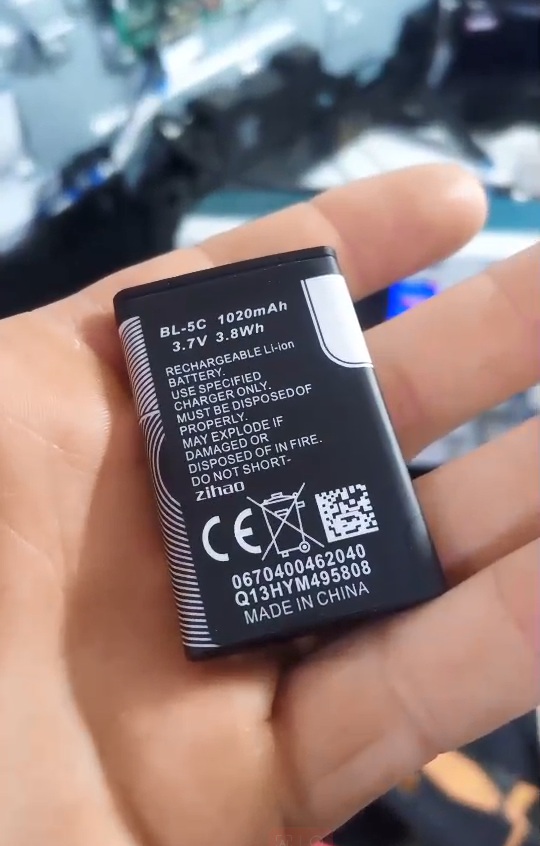 BL-5C 1020mAh
3.7V 3.8Wh
RECHARGEABLE Li-ion
BATTERY.
USE SPECIFIED
CHARGER ONLY.
MUST BE DISPOSEDOF
PROPERLY.
MAY EXPLODE IF
DAMAGED OR
DISPOSED OF IN FIRE.
DO NOT SHORT-
zihao
CE
0670400462040
Q13HYM495808
MADE IN CHINA